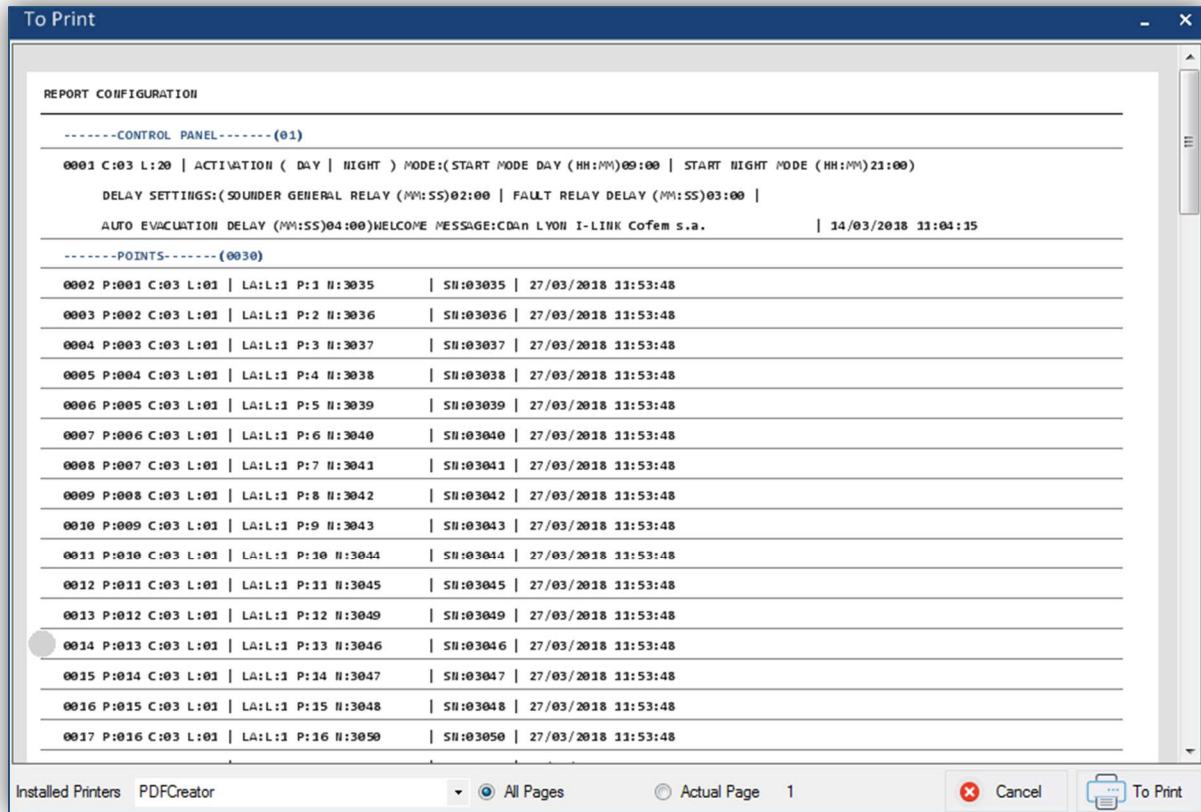 To Print
REPORT CONFIGURATION
-------CONTROL PANEL-------(01)
0001 C:03 L:20 | ACTIVATION ( DAY | NIGHT ) MODE:(START MODE DAY (HH:MM)09:00 | START NIGHT MODE (HH:MM)21:00)
DELAY SETTINGS:(SOUNDER GENERAL RELAY (MM:SS)02:00 | FAULT RELAY DELAY (MM:SS)03:00 |
AUTO EVACUATION DELAY (MM:SS)04:00)WELCOME MESSAGE:CDAn LYON I-LINK Cofem s.a. | 14/03/2018 11:04:15
-------POINTS-------(0030)
0002 P:001 C:03 L:01 | LA:L:1 P:1 N:3035 | SN:03035 | 27/03/2018 11:53:48
0003 P:002 C:03 L:01 | LA:L:1 P:2 N:3036 | SN:03036 | 27/03/2018 11:53:48
0004 P:003 C:03 L:01 | LA:L:1 P:3 N:3037 | SN:03037 | 27/03/2018 11:53:48
0005 P:004 C:03 L:01 | LA:L:1 P:4 N:3038 | SN:03038 | 27/03/2018 11:53:48
0006 P:005 C:03 L:01 | LA:L:1 P:5 N:3039 | SN:03039 | 27/03/2018 11:53:48
0007 P:006 C:03 L:01 | LA:L:1 P:6 N:3040 | SN:03040 | 27/03/2018 11:53:48
0008 P:007 C:03 L:01 | LA:L:1 P:7 N:3041 | SN:03041 | 27/03/2018 11:53:48
0009 P:008 C:03 L:01 | LA:L:1 P:8 N:3042 | SN:03042 | 27/03/2018 11:53:48
0010 P:009 C:03 L:01 | LA:L:1 P:9 N:3043 | SN:03043 | 27/03/2018 11:53:48
0011 P:010 C:03 L:01 | LA:L:1 P:10 N:3044 | SN:03044 | 27/03/2018 11:53:48
0012 P:011 C:03 L:01 | LA:L:1 P:11 N:3045 | SN:03045 | 27/03/2018 11:53:48
0013 P:012 C:03 L:01 | LA:L:1 P:12 N:3049 | SN:03049 | 27/03/2018 11:53:48
0014 P:013 C:03 L:01 | LA:L:1 P:13 N:3046 | SN:03046 | 27/03/2018 11:53:48
0015 P:014 C:03 L:01 | LA:L:1 P:14 N:3047 | SN:03047 | 27/03/2018 11:53:48
0016 P:015 C:03 L:01 | LA:L:1 P:15 N:3048 | SN:03048 | 27/03/2018 11:53:48
0017 P:016 C:03 L:01 | LA:L:1 P:16 N:3050 | SN:03050 | 27/03/2018 11:53:48
Installed Printers PDFCreator All Pages Actual Page 1 Cancel To Print